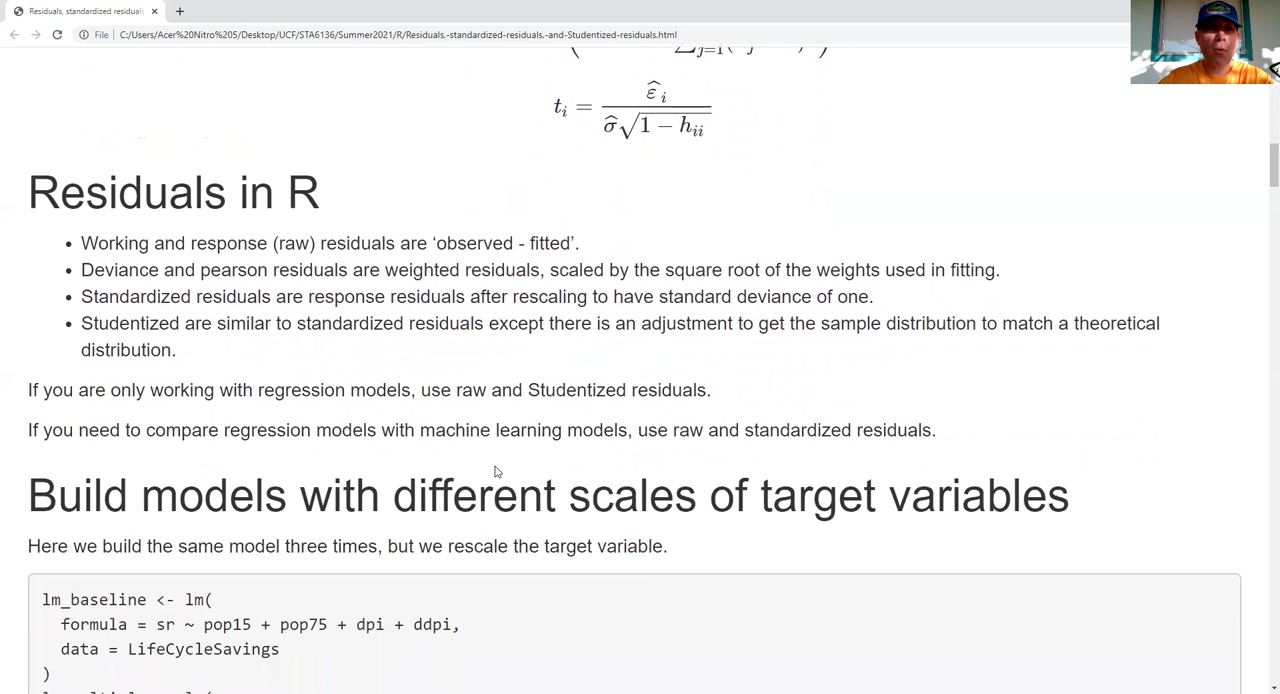 Residuals, standardized residuals
File | C:/Users/Acer%20Nitro%205/Desktop/UCF/STA6136/Summer2021/R/Residuals,-standardized-residuals,-and-Studentized-residuals.html
t_i = ε̂_i / (σ̂√(1 − h_ii))
Residuals in R
• Working and response (raw) residuals are ‘observed - fitted’.
• Deviance and pearson residuals are weighted residuals, scaled by the square root of the weights used in fitting.
• Standardized residuals are response residuals after rescaling to have standard deviance of one.
• Studentized are similar to standardized residuals except there is an adjustment to get the sample distribution to match a theoretical
distribution.
If you are only working with regression models, use raw and Studentized residuals.
If you need to compare regression models with machine learning models, use raw and standardized residuals.
Build models with different scales of target variables
Here we build the same model three times, but we rescale the target variable.
lm_baseline <- lm(
  formula = sr ~ pop15 + pop75 + dpi + ddpi,
  data = LifeCycleSavings
)